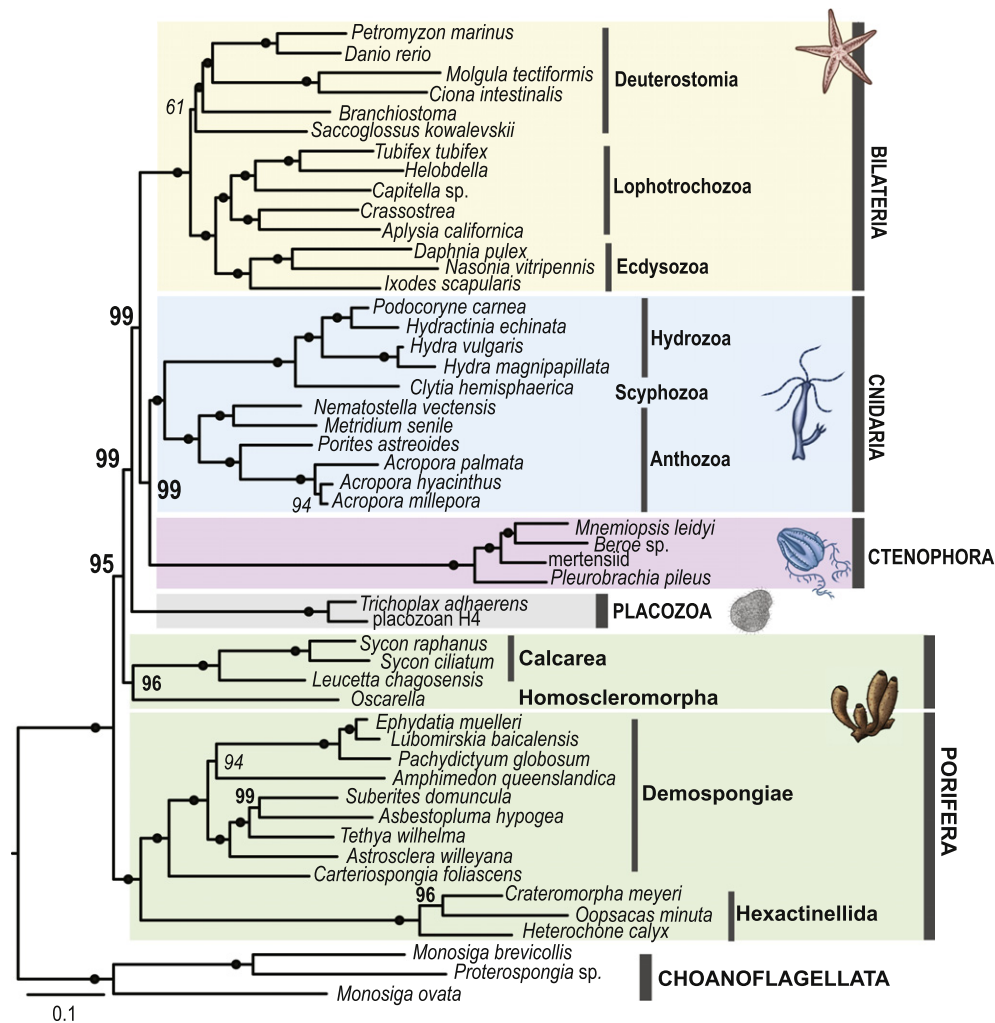 Petromyzon marinus
Danio rerio
Molgula tectiformis
Ciona intestinalis
Deuterostomia
61
Branchiostoma
Saccoglossus kowalevskii
Tubifex tubifex
Helobdella
Capitella sp.
Lophotrochozoa
Crassostrea
Aplysia californica
BILATERIA
Daphnia pulex
Nasonia vitripennis
Ecdysozoa
Ixodes scapularis
99
Podocoryne carnea
Hydractinia echinata
Hydra vulgaris
Hydrozoa
Hydra magnipapillata
Clytia hemisphaerica
Scyphozoa
Nematostella vectensis
Metridium senile
Porites astreoides
CNIDARIA
99
Acropora palmata
Anthozoa
Acropora hyacinthus
99
Acropora millepora
94
Mnemiopsis leidyi
Beroe sp.
mertensiid
CTENOPHORA
95
Pleurobrachia pileus
Trichoplax adhaerens
placozoan H4
PLACOZOA
Sycon raphanus
Sycon ciliatum
Calcarea
Leucetta chagosensis
96
Oscarella
Homoscleromorpha
Ephydatia muelleri
Lubomirskia baicalensis
Pachydictyum globosum
94
Amphimedon queenslandica
99
Suberites domuncula
Demospongiae
Asbestopluma hypogea
Tethya wilhelma
PORIFERA
Astrosclera willeyana
Carteriospongia foliascens
96
Crateromorpha meyeri
Oopsacas minuta
Hexactinellida
Heterochone calyx
Monosiga brevicollis
Proterospongia sp.
CHOANOFLAGELLATA
Monosiga ovata
0.1